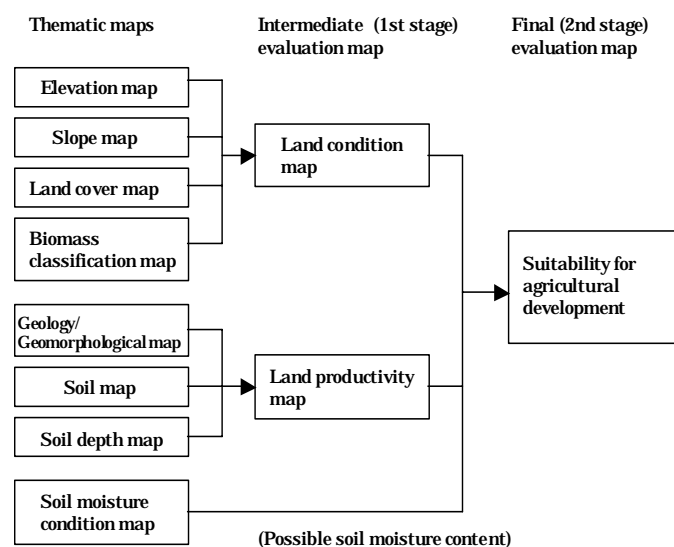 Thematic maps
Intermediate (1st stage)
evaluation map
Final (2nd stage)
evaluation map
Elevation map
Slope map
Land cover map
Biomass
classification map
Land condition
map
Geology/
Geomorphological map
Soil map
Soil depth map
Land productivity
map
Suitability for
agricultural
development
Soil moisture
condition map
(Possible soil moisture content)